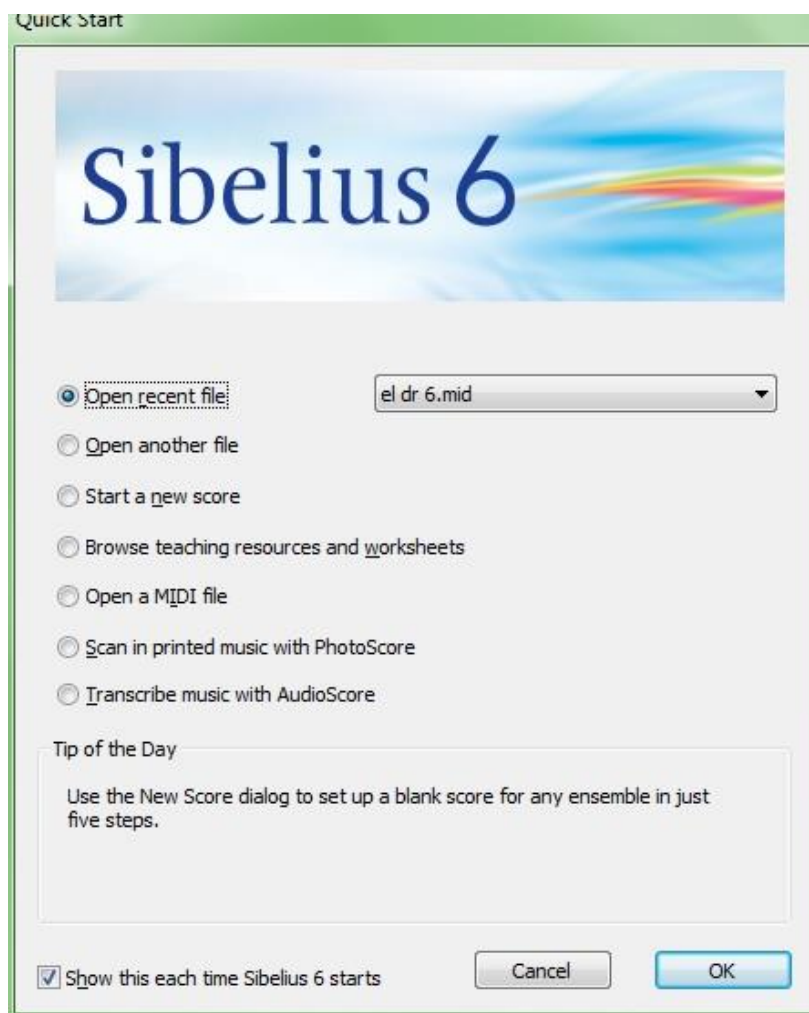 Quick Start
Sibelius 6
Open recent file
el dr 6.mid
Open another file
Start a new score
Browse teaching resources and worksheets
Open a MIDI file
Scan in printed music with PhotoScore
Transcribe music with AudioScore
Tip of the Day
Use the New Score dialog to set up a blank score for any ensemble in just
five steps.
Show this each time Sibelius 6 starts
Cancel
OK